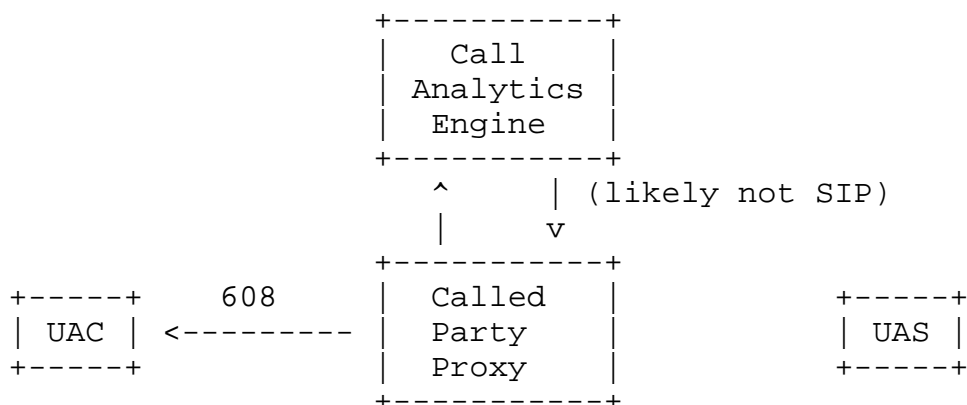 +-----------+
|   Call    |
| Analytics |
|  Engine   |
+-----------+
^     | (likely not SIP)
|     v
+-----------+
+-----+    608     |  Called   |            +-----+
| UAC | <--------- |  Party    |            | UAS |
+-----+            |  Proxy    |            +-----+
+-----------+